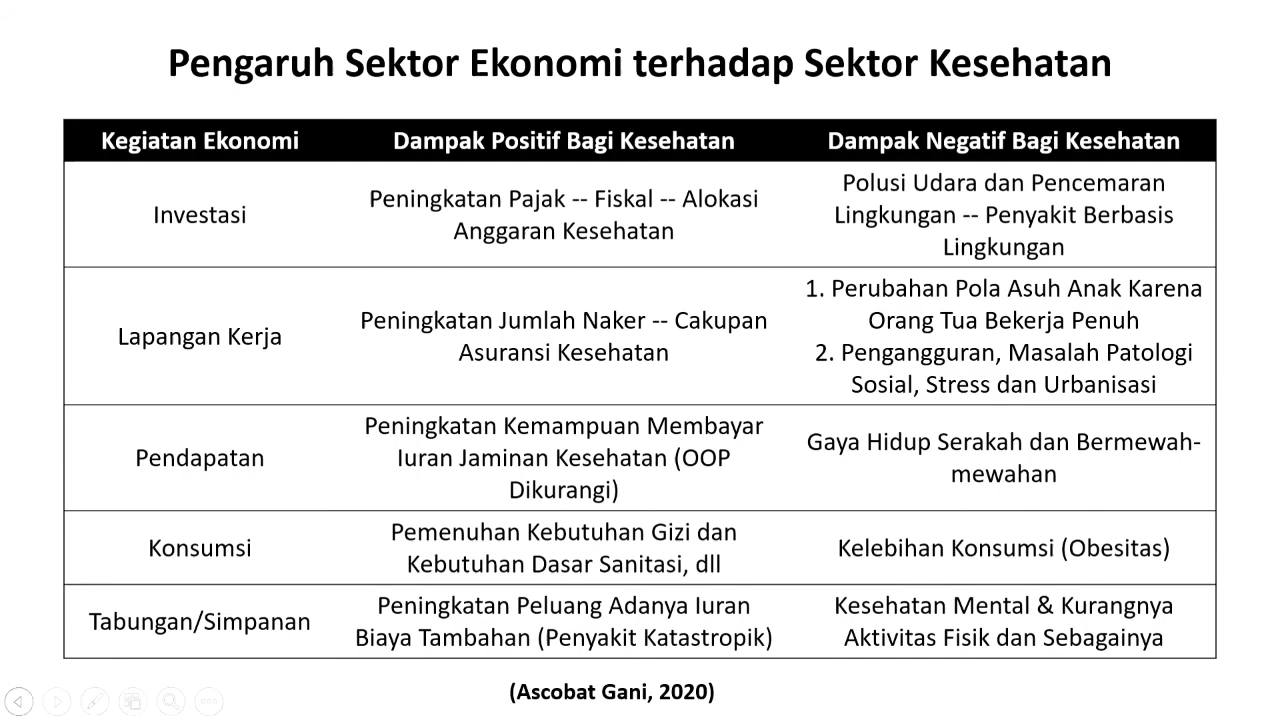 Pengaruh Sektor Ekonomi terhadap Sektor Kesehatan
Kegiatan Ekonomi
Dampak Positif Bagi Kesehatan
Dampak Negatif Bagi Kesehatan
Investasi
Peningkatan Pajak -- Fiskal -- Alokasi
Anggaran Kesehatan
Polusi Udara dan Pencemaran
Lingkungan -- Penyakit Berbasis
Lingkungan
Lapangan Kerja
Peningkatan Jumlah Naker -- Cakupan
Asuransi Kesehatan
1. Perubahan Pola Asuh Anak Karena
Orang Tua Bekerja Penuh
2. Pengangguran, Masalah Patologi
Sosial, Stress dan Urbanisasi
Pendapatan
Peningkatan Kemampuan Membayar
Iuran Jaminan Kesehatan (OOP
Dikurangi)
Gaya Hidup Serakah dan Bermewah-
mewahan
Konsumsi
Pemenuhan Kebutuhan Gizi dan
Kebutuhan Dasar Sanitasi, dll
Kelebihan Konsumsi (Obesitas)
Tabungan/Simpanan
Peningkatan Peluang Adanya Iuran
Biaya Tambahan (Penyakit Katastropik)
Kesehatan Mental & Kurangnya
Aktivitas Fisik dan Sebagainya
(Ascobat Gani, 2020)